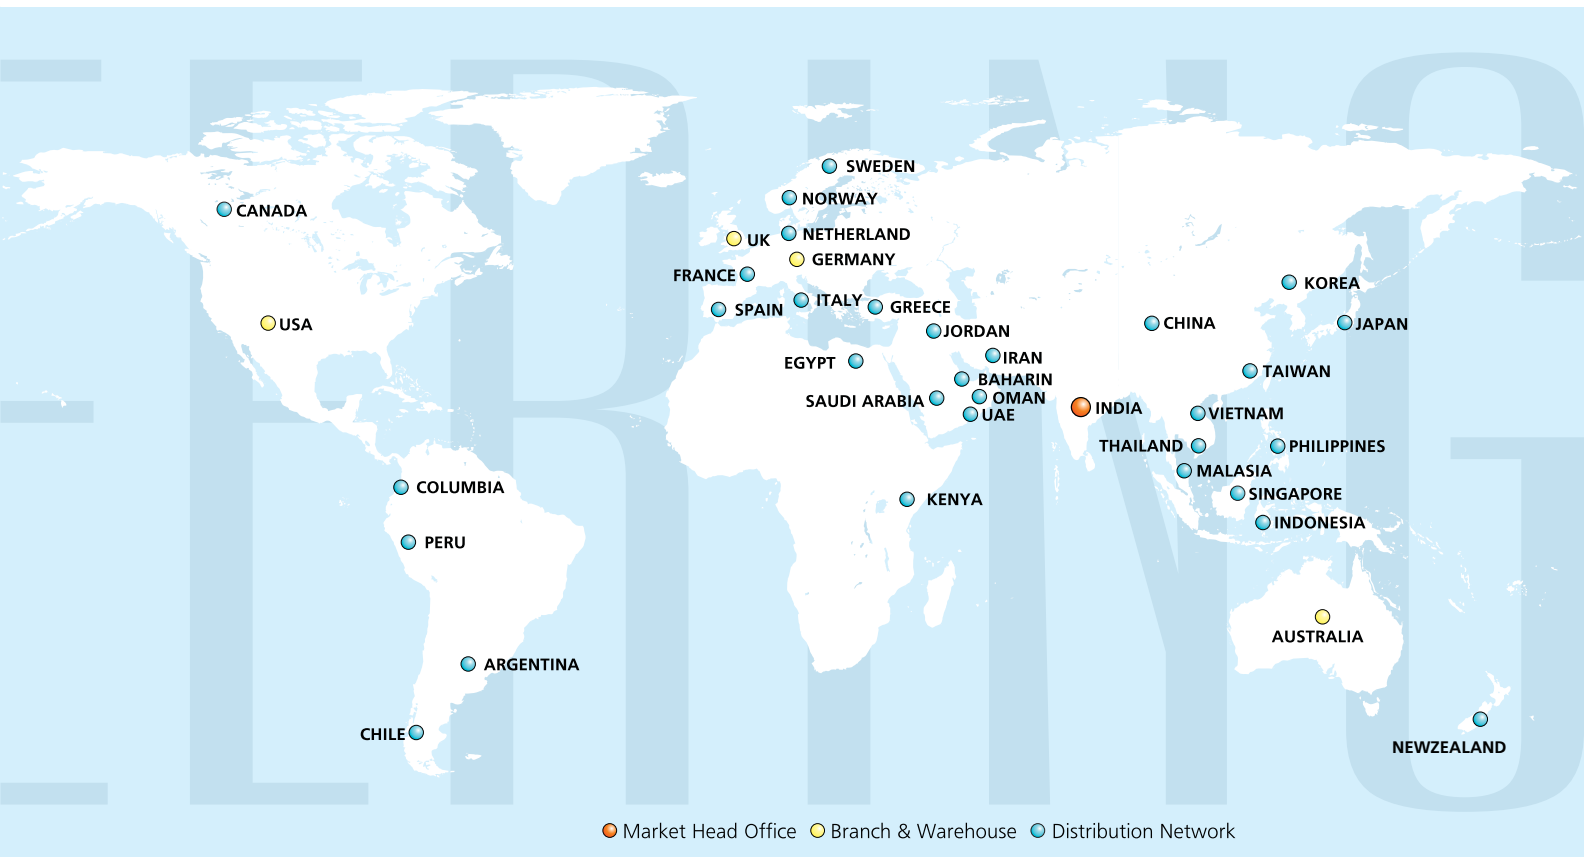 EERING
SWEDEN
NORWAY
CANADA
NETHERLAND
UK
GERMANY
FRANCE
KOREA
ITALY
SPAIN
GREECE
USA
CHINA
JAPAN
JORDAN
IRAN
EGYPT
TAIWAN
BAHARIN
OMAN
SAUDI ARABIA
INDIA
UAE
VIETNAM
THAILAND
PHILIPPINES
MALASIA
COLUMBIA
SINGAPORE
KENYA
INDONESIA
PERU
AUSTRALIA
ARGENTINA
CHILE
NEWZEALAND
Market Head Office Branch & Warehouse Distribution Network